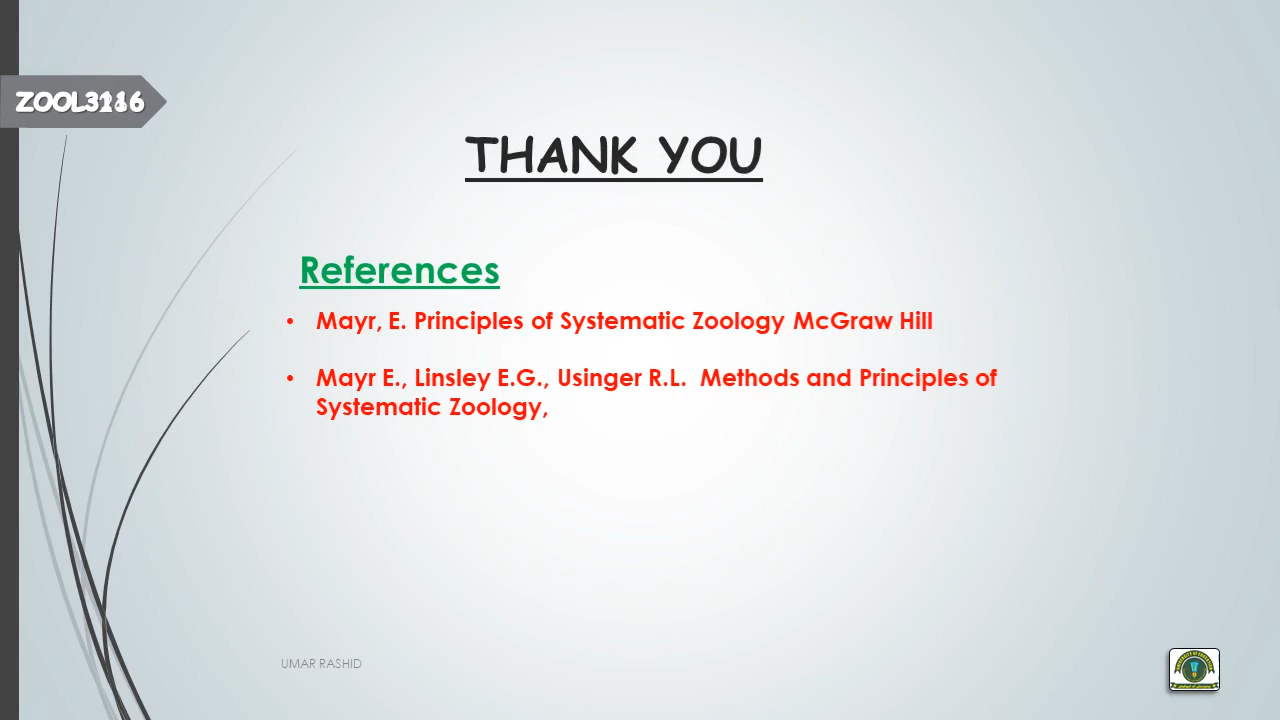 THANK YOU
References
• Mayr, E. Principles of Systematic Zoology McGraw Hill
• Mayr E., Linsley E.G., Usinger R.L. Methods and Principles of
Systematic Zoology,
UMAR RASHID